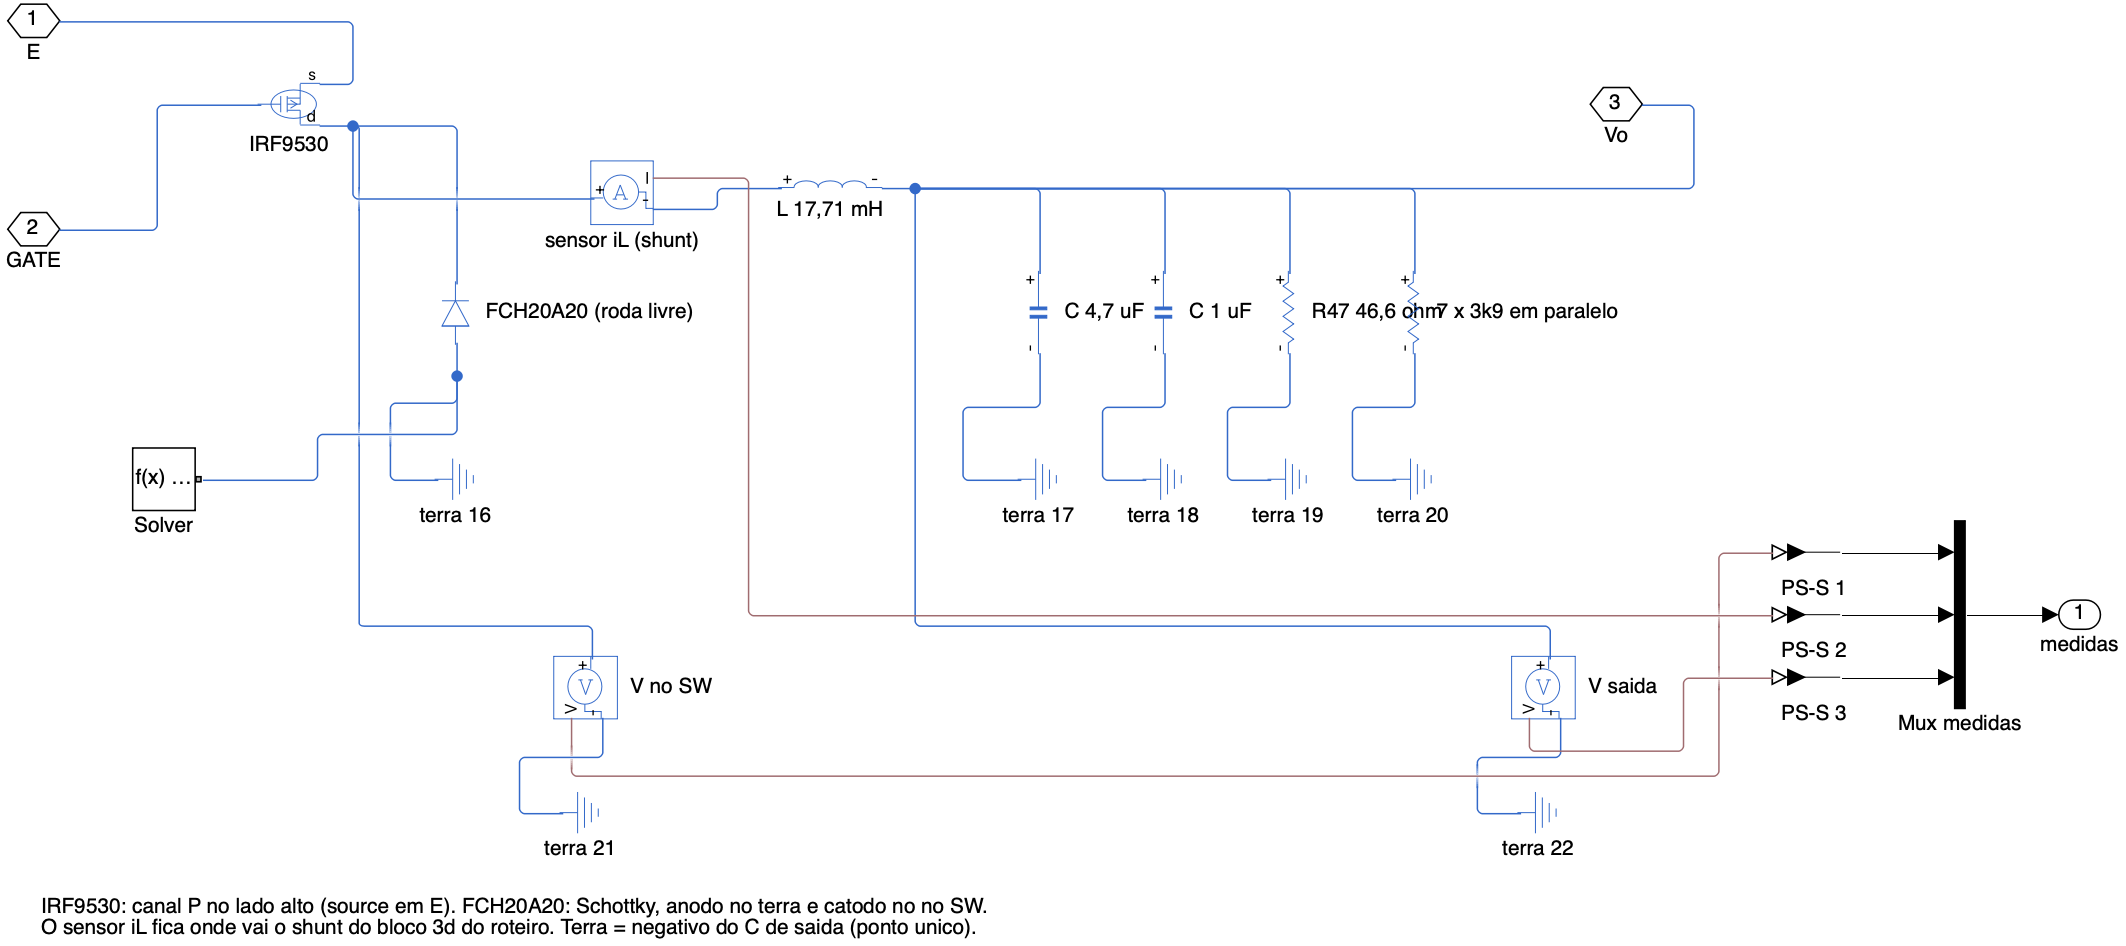 1
E
s
d
IRF9530
2
GATE
3
Vo
+
A
I
-
sensor iL (shunt)
+
-
L 17,71 mH
FCH20A20 (roda livre)
+
-
C 4,7 uF
+
-
C 1 uF
+
-
R47 46,6 ohm
+
-
7 x 3k9 em paralelo
f(x) ...
Solver
terra 16
terra 17
terra 18
terra 19
terra 20
+
V
V
-
V no SW
terra 21
+
V
V
-
V saida
terra 22
PS-S 1
PS-S 2
PS-S 3
Mux medidas
1
medidas
IRF9530: canal P no lado alto (source em E). FCH20A20: Schottky, anodo no terra e catodo no no SW.
O sensor iL fica onde vai o shunt do bloco 3d do roteiro. Terra = negativo do C de saida (ponto unico).